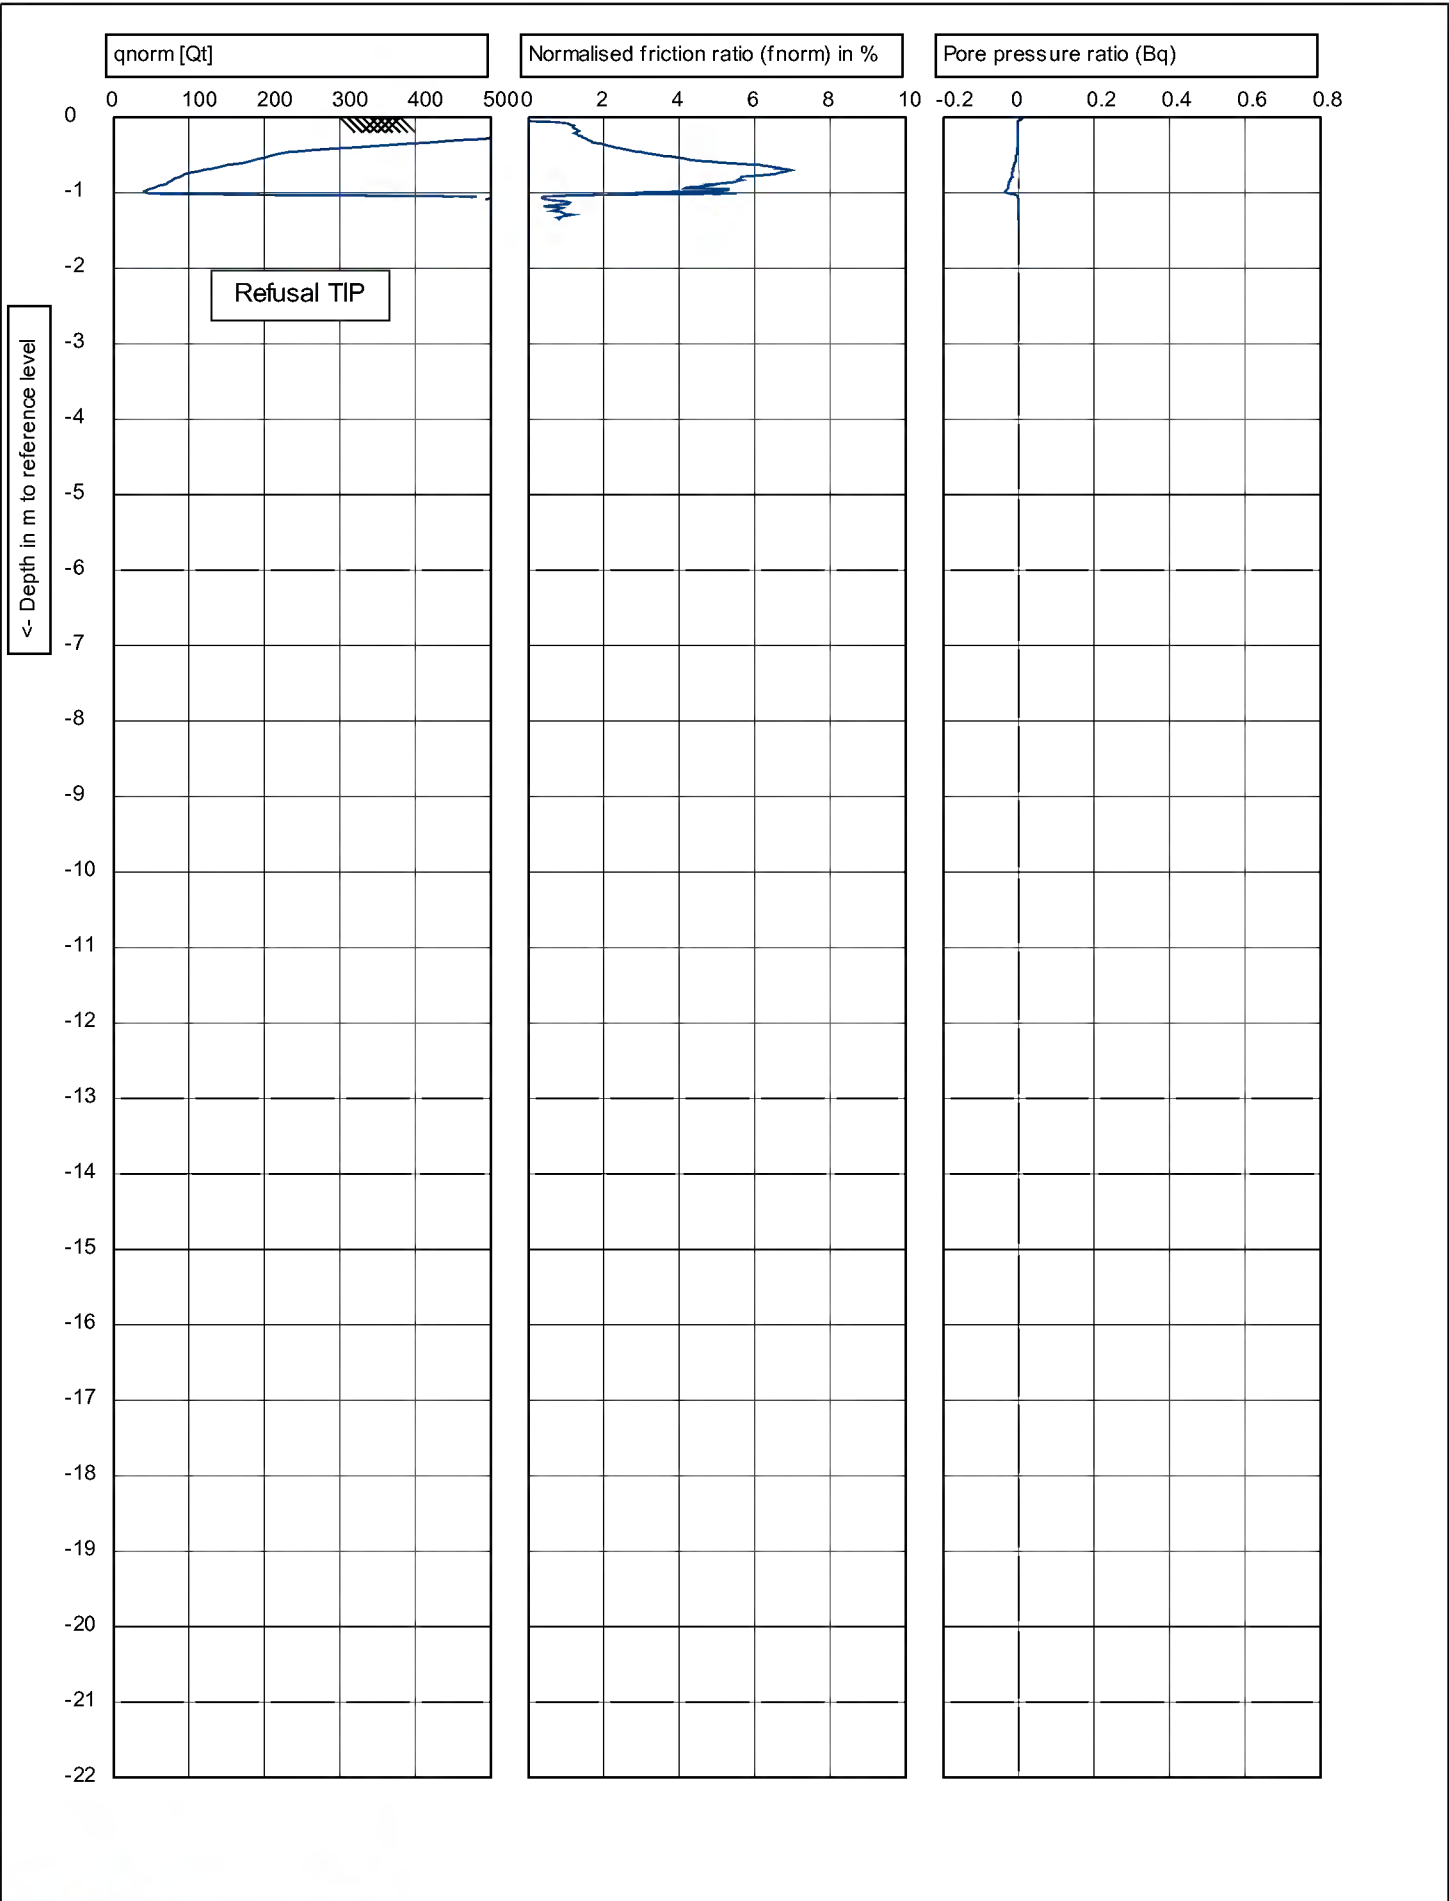 qnorm [Qt]
Normalised friction ratio (fnorm) in %
Pore pressure ratio (Bq)
0 100 200 300 400 500
0 2 4 6 8 10
-0.2 0 0.2 0.4 0.6 0.8
0
-1
-2
Refusal TIP
-3
<- Depth in m to reference level
-4
-5
-6
-7
-8
-9
-10
-11
-12
-13
-14
-15
-16
-17
-18
-19
-20
-21
-22